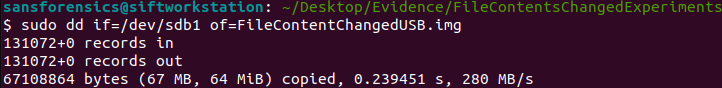 sansforensics@siftworkstation: ~/Desktop/Evidence/FileContentsChangedExperiments
$ sudo dd if=/dev/sdb1 of=FileContentChangedUSB.img
131072+0 records in
131072+0 records out
67108864 bytes (67 MB, 64 MiB) copied, 0.239451 s, 280 MB/s